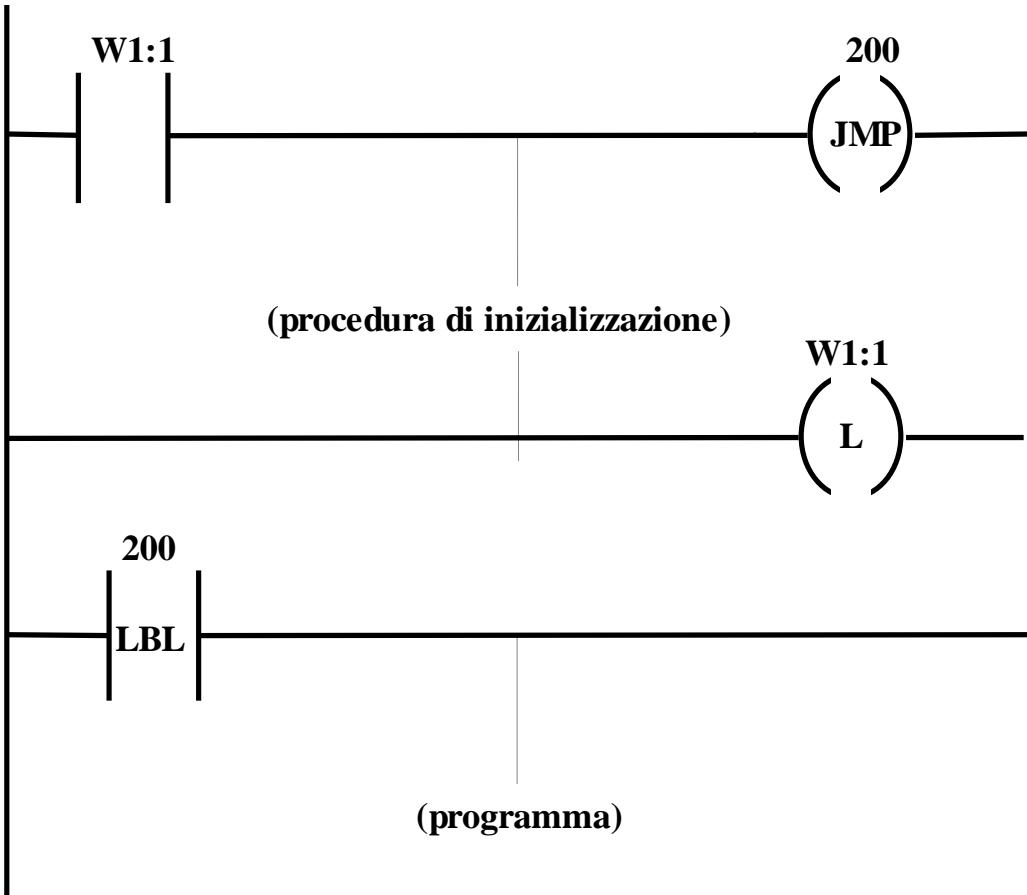 W1:1
200
JMP
(procedura di inizializzazione)
W1:1
L
200
LBL
(programma)